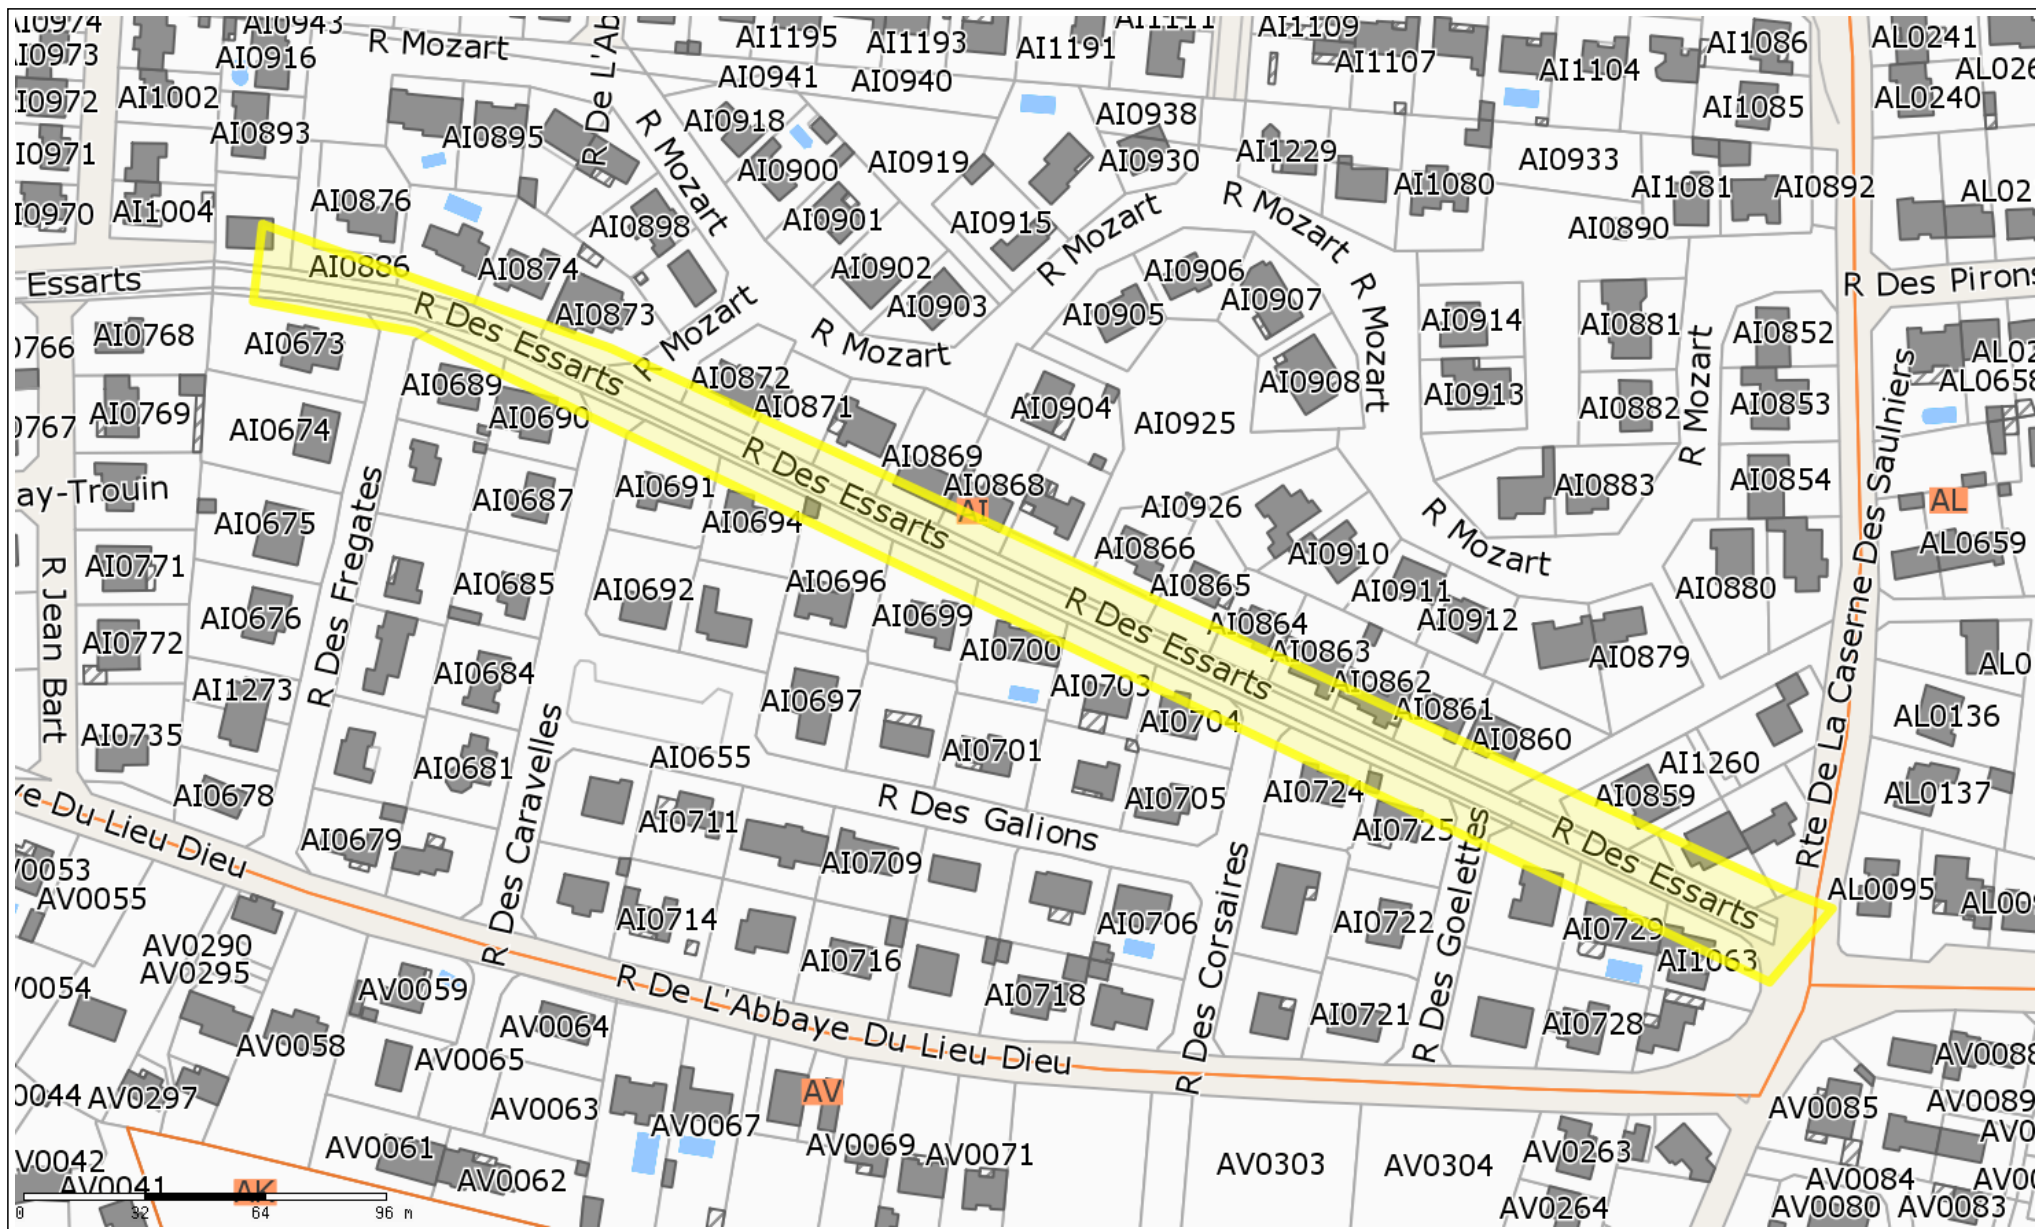 AI0943
R Mozart
AI1195
AI1193
AI1191
AI1109
AI1086
AL0241
AI0916
AI1107
AI1104
AI0941
AI0940
AI1002
AL0240
AI1085
AI0918
AI0938
AI0893
AI0895
R Mozart
AI0900
AI0919
AI0930
AI1229
AI0933
AI1080
AI1081
AI0892
AI1004
AI0876
AI0898
AI0901
AI0915
R Mozart
R Mozart
AI0890
Essarts
AI0886
AI0874
AI0902
AI0906
AI0903
AI0905
AI0907
R Mozart
R Des Pirons
AI0873
R Des Essarts
R Mozart
R Mozart
AI0768
AI0673
AI0914
AI0881
R Mozart
AI0852
AI0872
AI0871
AI0689
AI0690
AI0908
AI0913
AI0882
AI0853
AL0658
AI0769
AI0674
AI0904
AI0925
R Des Essarts
AI0869
AI0868
AI0691
AI0687
AI0694
AI
AI0926
AI0883
AI0854
AL
Rte De La Caserne Des Saulniers
ay-Trouin
AI0675
R Des Fregates
AI0866
AI0910
R Mozart
AL0659
AI0771
R Jean Bart
AI0685
AI0692
AI0696
AI0699
AI0865
AI0911
AI0880
AI0676
R Des Essarts
AI0864
AI0912
AI0772
AI0700
AI0863
AI0879
AI1273
AI0684
AI0697
AI0703
AI0862
AI0704
AI0861
AL0136
AI0735
AI0681
AI0655
AI0701
AI0860
AI1260
AI0678
R Des Caravelles
R Des Galions
AI0705
AI0724
AI0859
AL0137
ye Du Lieu Dieu
AI0679
AI0711
AI0709
AI0725
R Des Essarts
AV0055
AI0714
AI0706
R Des Corsaires
AI0722
R Des Goelettes
AI0729
AL0095
AV0290
AV0295
AI0716
AI1063
AV0059
R De L'Abbaye Du Lieu Dieu
AI0718
AI0721
AI0728
AV0058
AV0064
AV0065
AV0088
AV0297
AV0063
AV
AV0067
AV0085
AV0089
AV0061
AV0069
AV0071
AV0303
AV0304
AV0263
AV0062
AV0084
AV0041
AK
AV0264
AV0080
AV0083
0 32 64 96 m